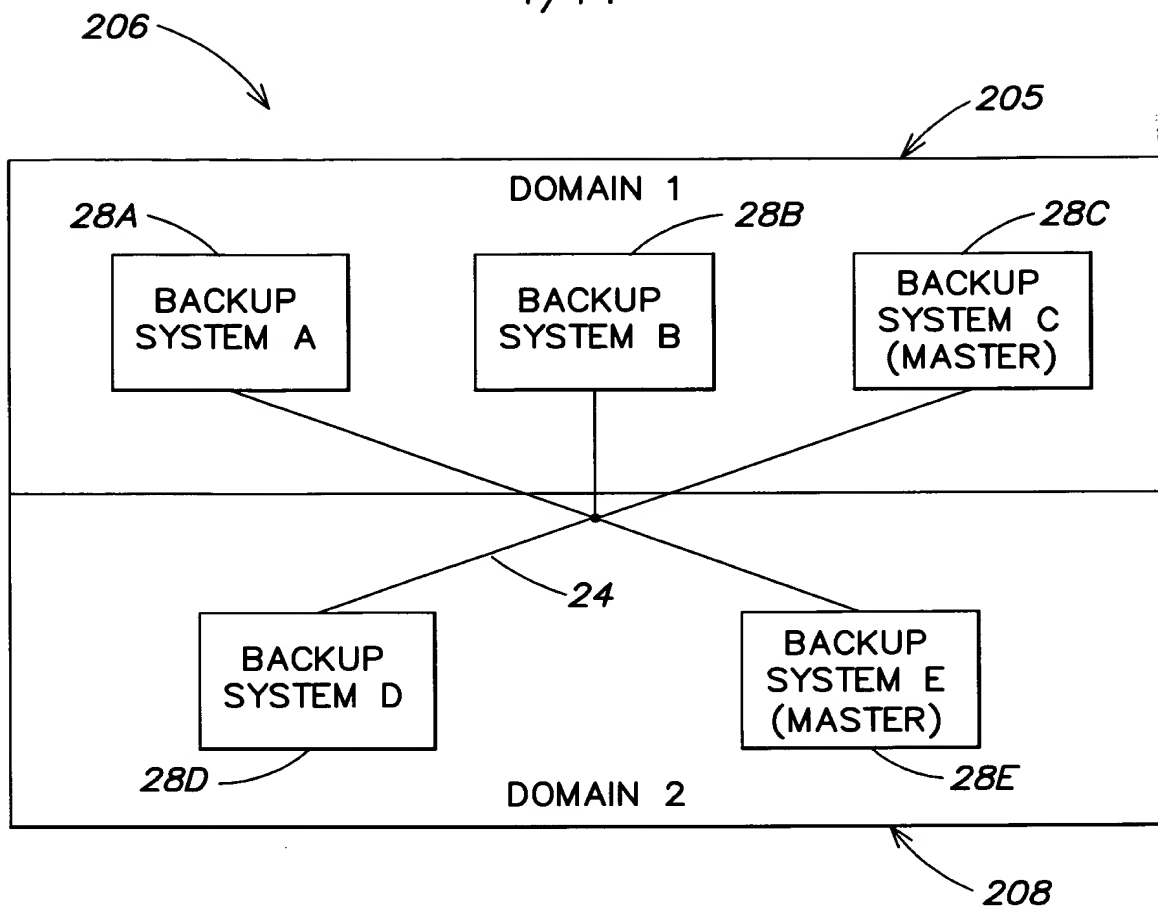 206
205
DOMAIN 1
28A
28B
28C
BACKUP
SYSTEM A
BACKUP
SYSTEM B
BACKUP
SYSTEM C
(MASTER)
24
BACKUP
SYSTEM D
BACKUP
SYSTEM E
(MASTER)
28D
28E
DOMAIN 2
208